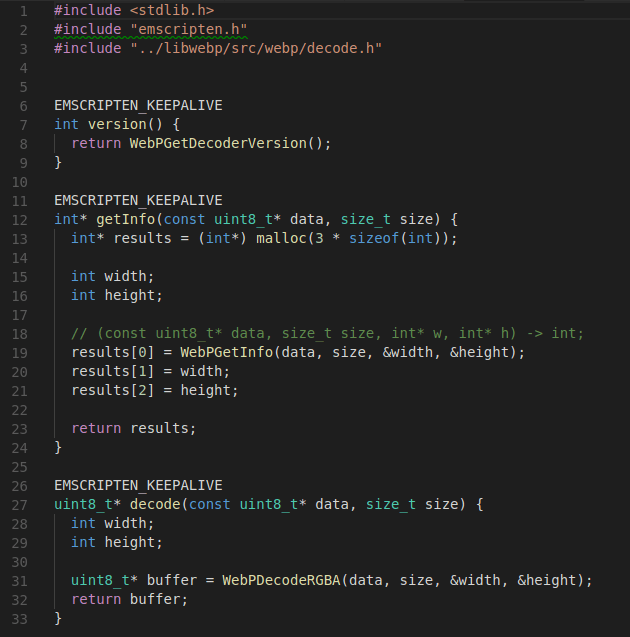 1 #include <stdlib.h>
2 #include "emscripten.h"
3 #include "../libwebp/src/webp/decode.h"
4
5
6 EMSCRIPTEN_KEEPALIVE
7 int version() {
8   return WebPGetDecoderVersion();
9 }
10
11 EMSCRIPTEN_KEEPALIVE
12 int* getInfo(const uint8_t* data, size_t size) {
13   int* results = (int*) malloc(3 * sizeof(int));
14
15   int width;
16   int height;
17
18   // (const uint8_t* data, size_t size, int* w, int* h) -> int;
19   results[0] = WebPGetInfo(data, size, &width, &height);
20   results[1] = width;
21   results[2] = height;
22
23   return results;
24 }
25
26 EMSCRIPTEN_KEEPALIVE
27 uint8_t* decode(const uint8_t* data, size_t size) {
28   int width;
29   int height;
30
31   uint8_t* buffer = WebPDecodeRGBA(data, size, &width, &height);
32   return buffer;
33 }